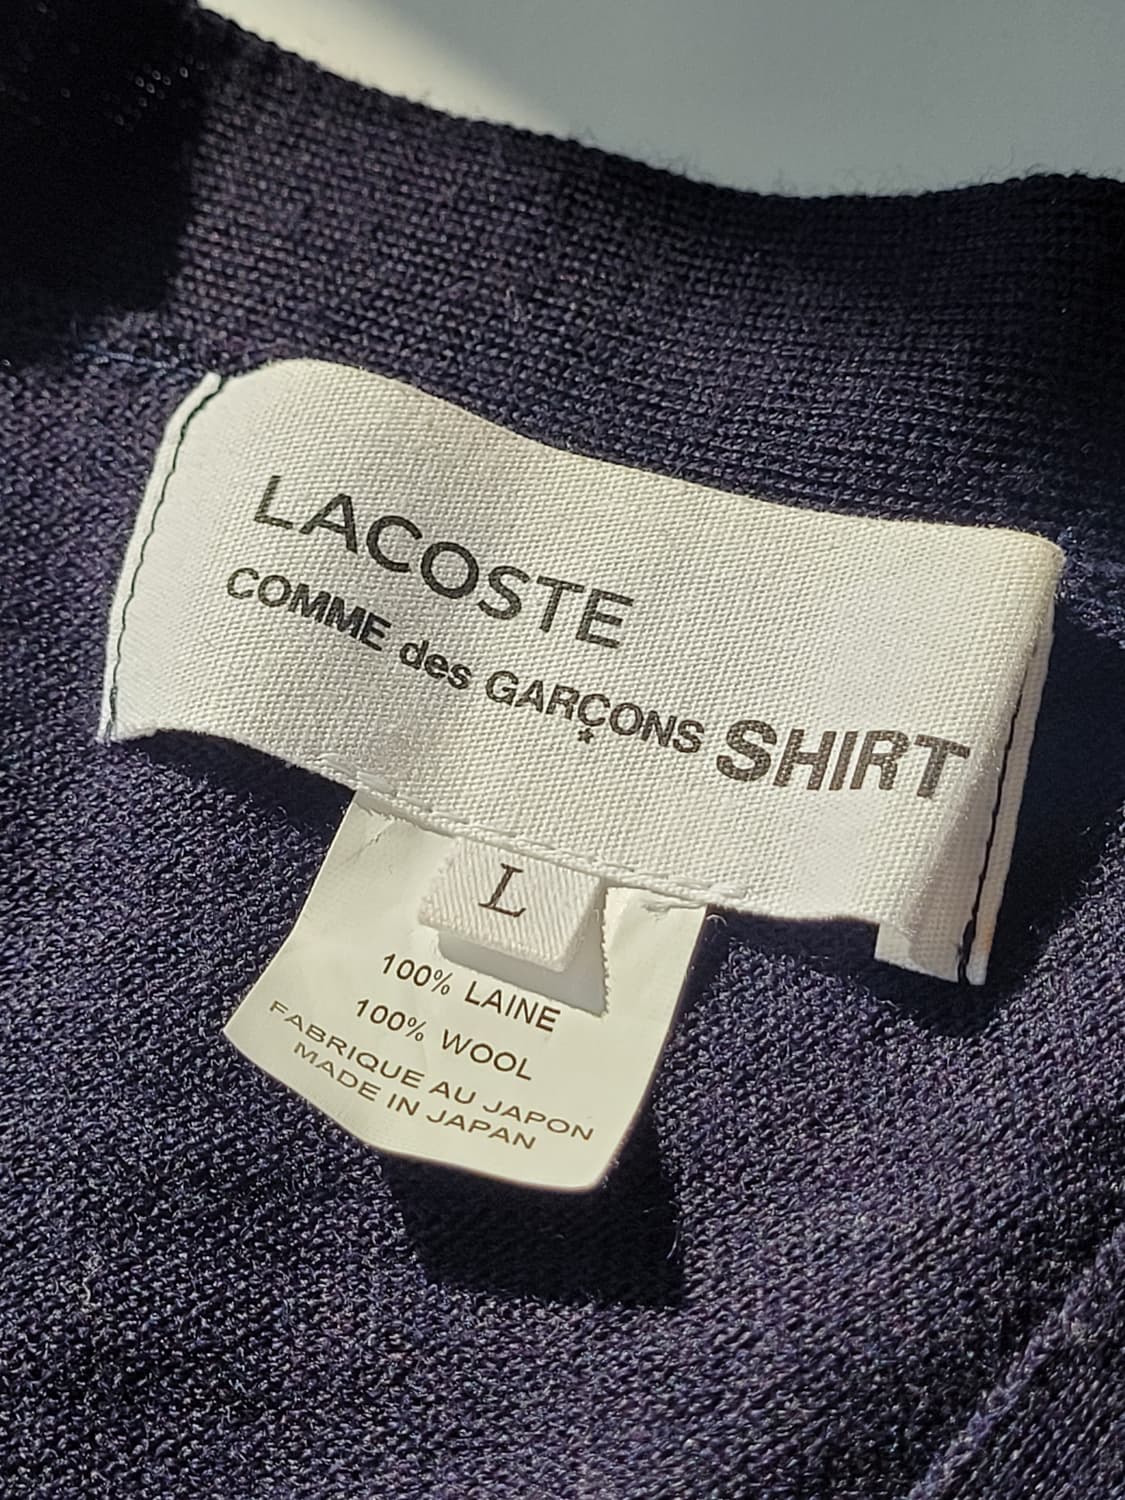 LACOSTE
COMME des GARÇONS SHIRT
L
100% LAINE
100% WOOL
FABRIQUE AU JAPON
MADE IN JAPAN